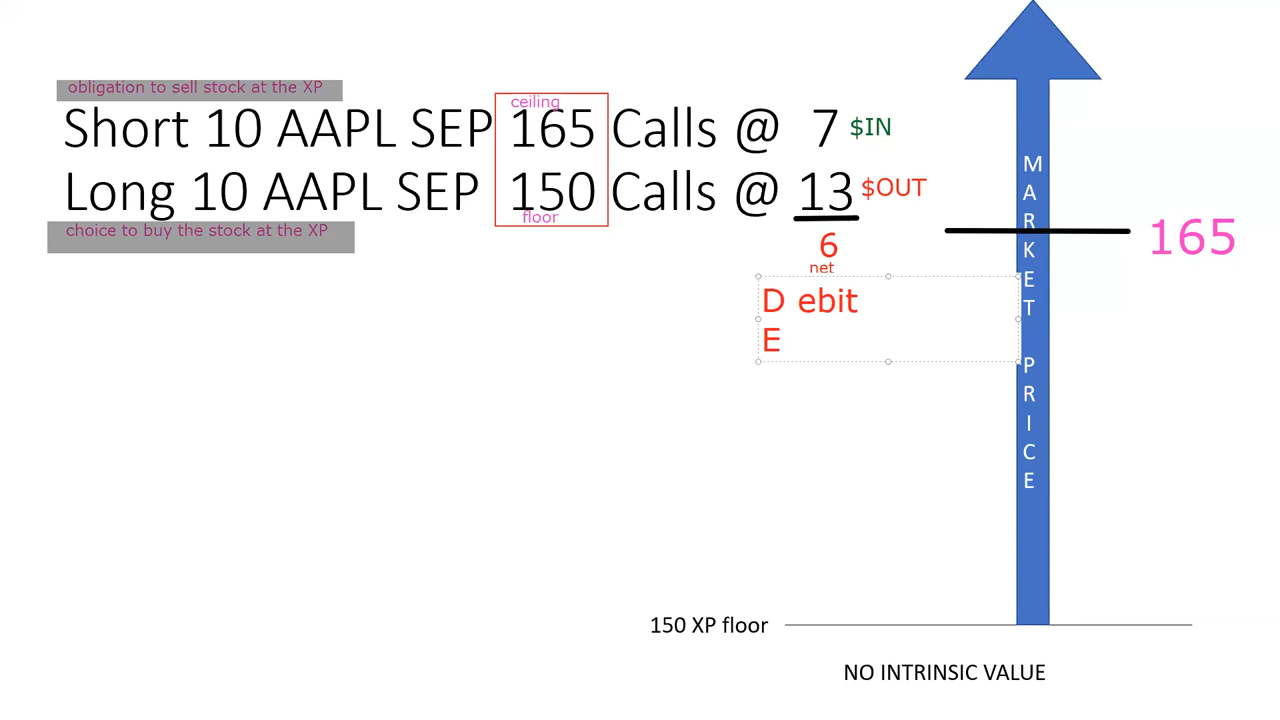 obligation to sell stock at the XP
ceiling
Short 10 AAPL SEP 165 Calls @ 7 $IN
Long 10 AAPL SEP 150 Calls @ 13 $OUT
floor
choice to buy the stock at the XP
6
net
D ebit
E
MARKET PRICE
165
150 XP floor
NO INTRINSIC VALUE